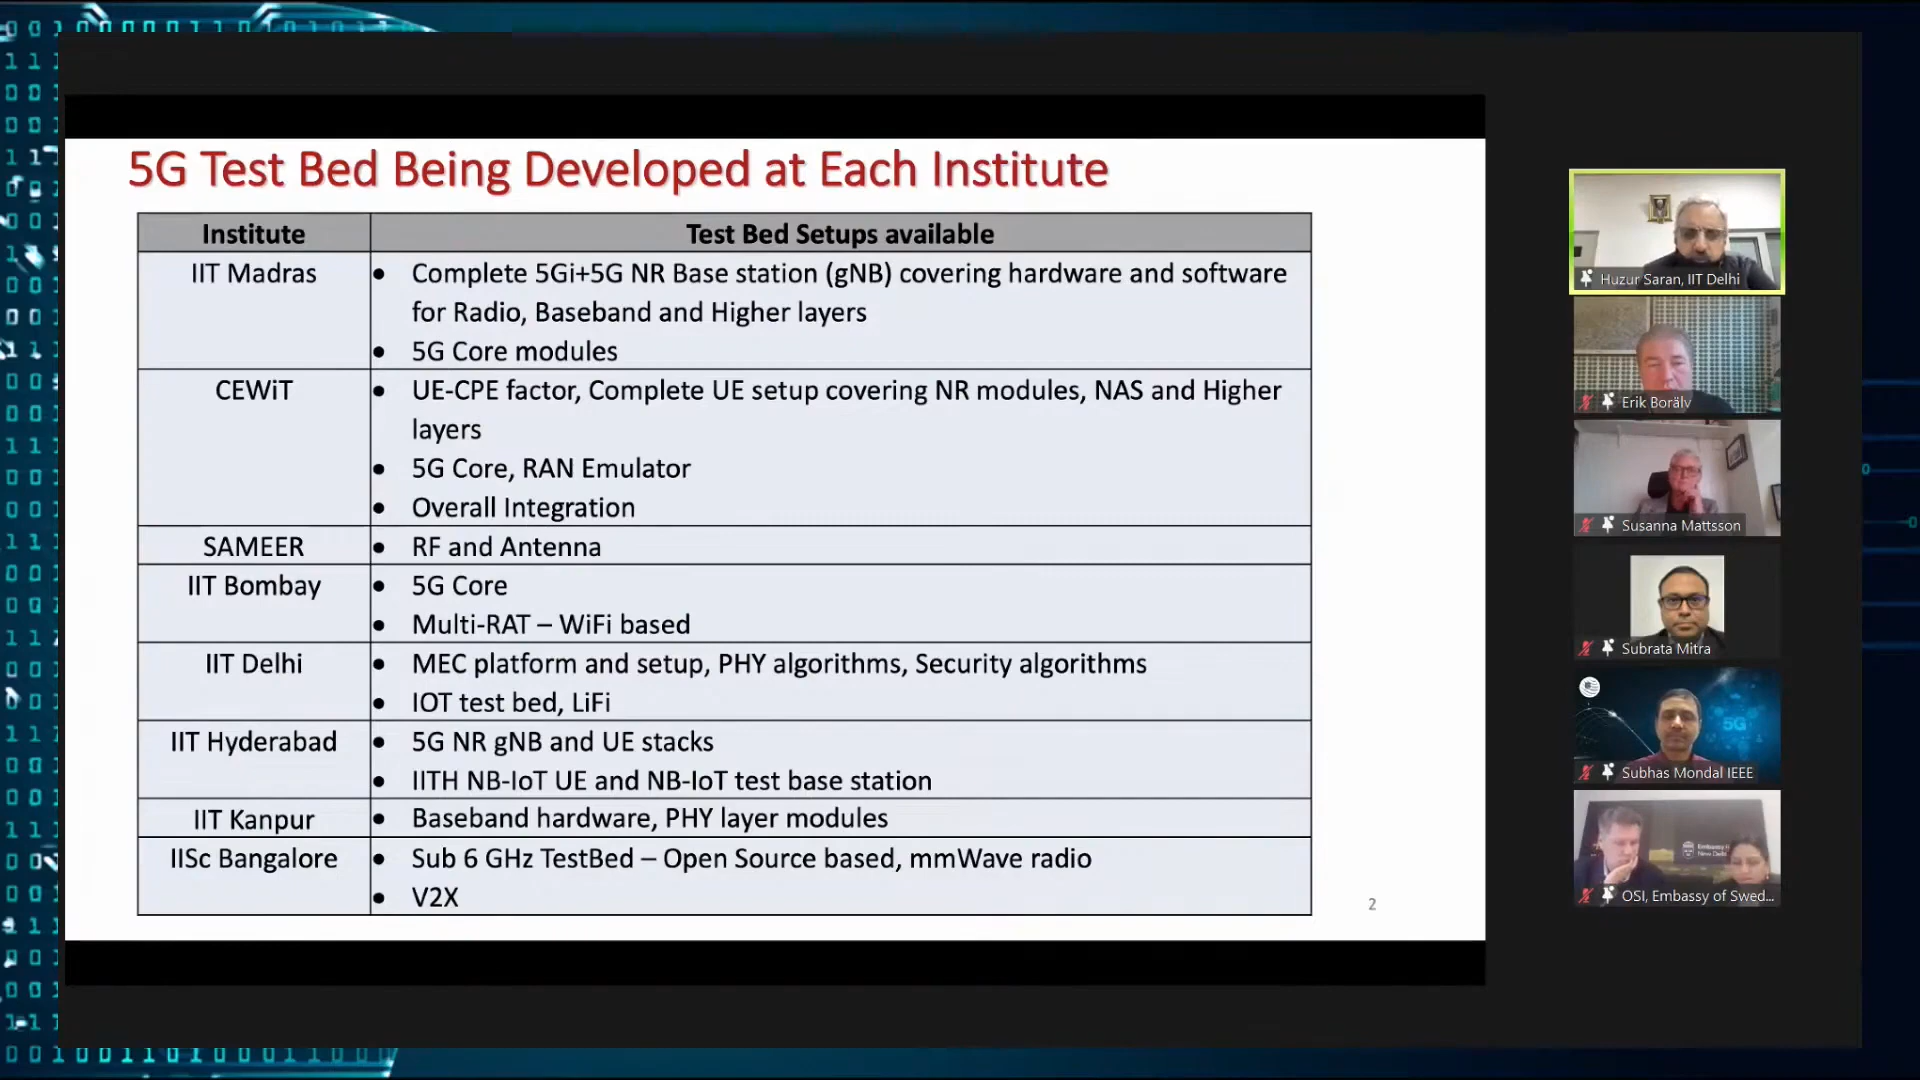 5G Test Bed Being Developed at Each Institute
Institute
Test Bed Setups available
IIT Madras
• Complete 5Gi+5G NR Base station (gNB) covering hardware and software
for Radio, Baseband and Higher layers
• 5G Core modules
CEWiT
• UE-CPE factor, Complete UE setup covering NR modules, NAS and Higher
layers
• 5G Core, RAN Emulator
• Overall Integration
SAMEER
• RF and Antenna
IIT Bombay
• 5G Core
• Multi-RAT – WiFi based
IIT Delhi
• MEC platform and setup, PHY algorithms, Security algorithms
• IOT test bed, LiFi
IIT Hyderabad
• 5G NR gNB and UE stacks
• IITH NB-IoT UE and NB-IoT test base station
IIT Kanpur
• Baseband hardware, PHY layer modules
IISc Bangalore
• Sub 6 GHz TestBed – Open Source based, mmWave radio
• V2X
2
Huzur Saran, IIT Delhi
Erik Borälv
Susanna Mattsson
Subrata Mitra
5G
Subhas Mondal IEEE
OSI, Embassy of Swed...